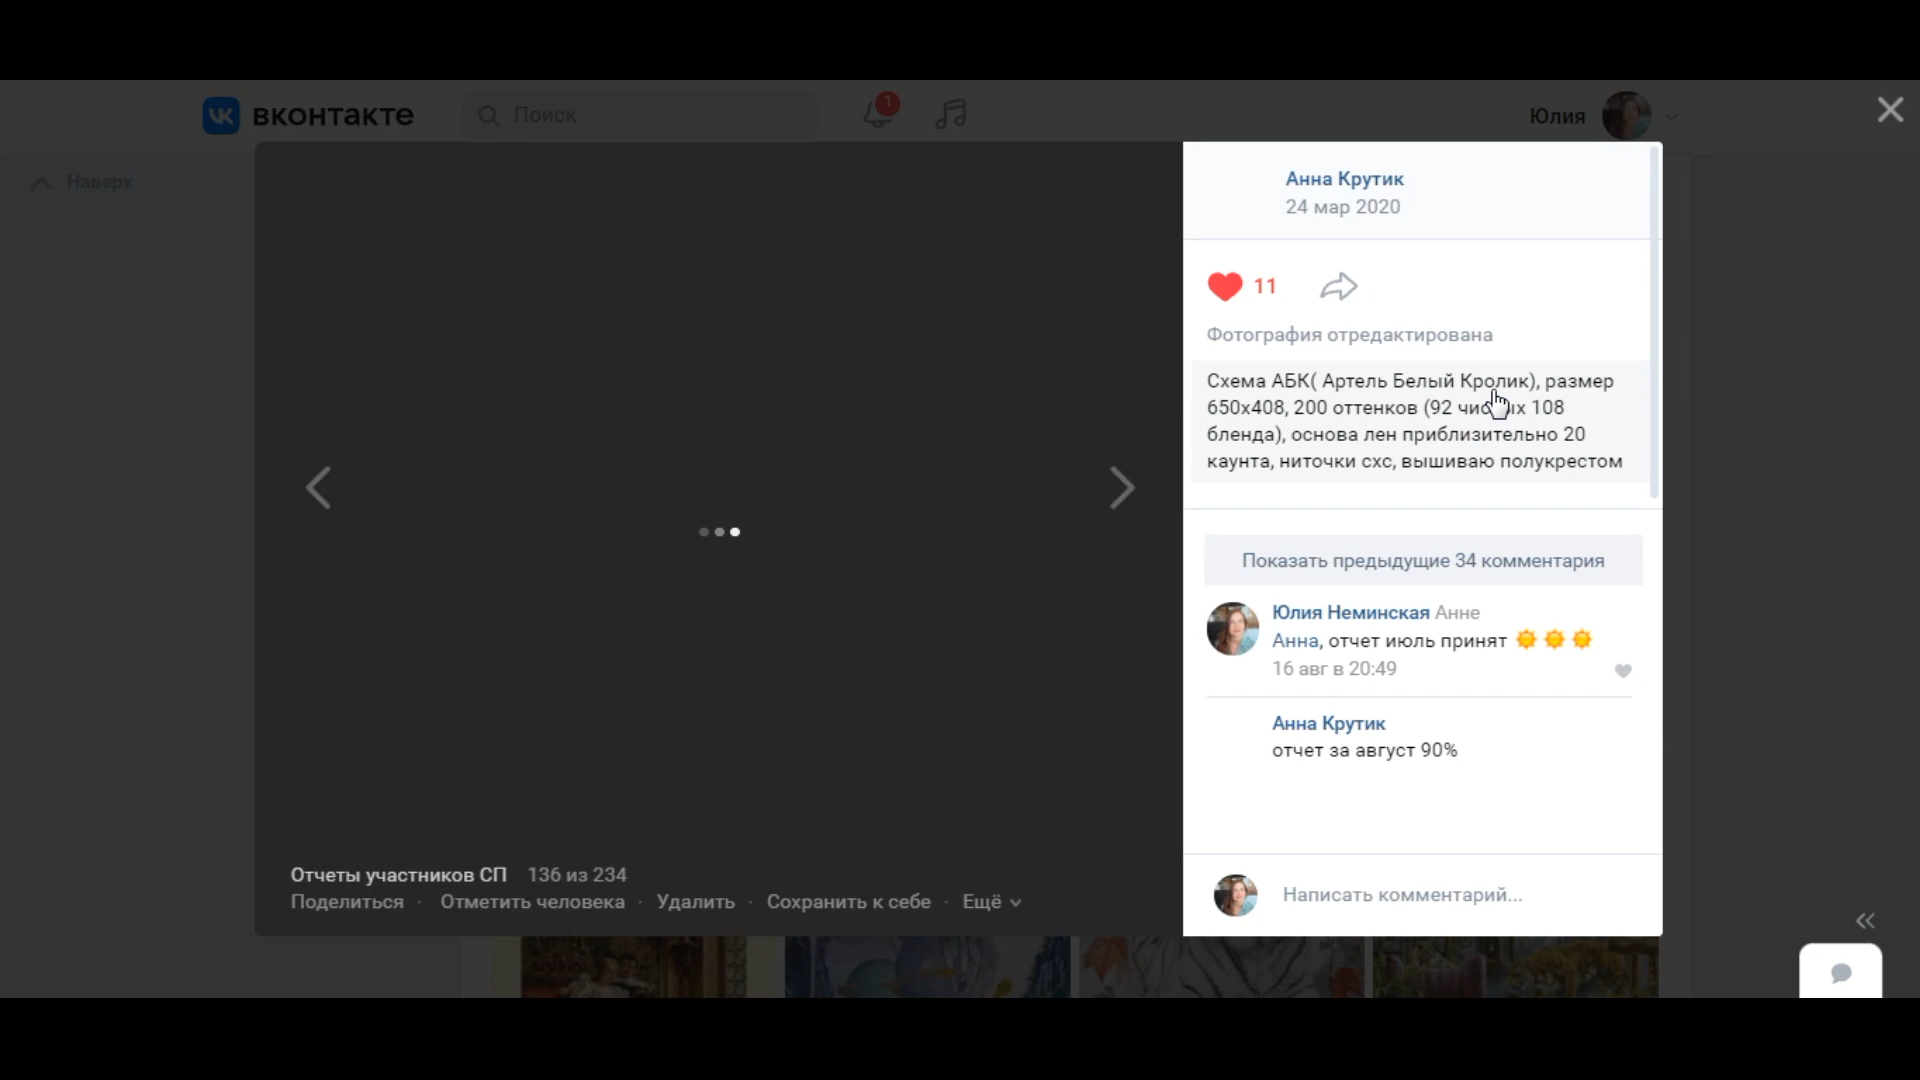 вконтакте
Поиск
1
Юлия
Наверх
Анна Крутик
24 мар 2020
11
Фотография отредактирована
Схема АБК( Артель Белый Кролик), размер
650х408, 200 оттенков (92 108
бленда), основа лен приблизительно 20
каунта, ниточки схс, вышиваю полукрестом
Показать предыдущие 34 комментария
Юлия Неминская Анне
Анна, отчет июль принят
16 авг в 20:49
Анна Крутик
отчет за август 90%
Отчеты участников СП 136 из 234
Поделиться · Отметить человека · Удалить · Сохранить к себе · Ещё
Написать комментарий...